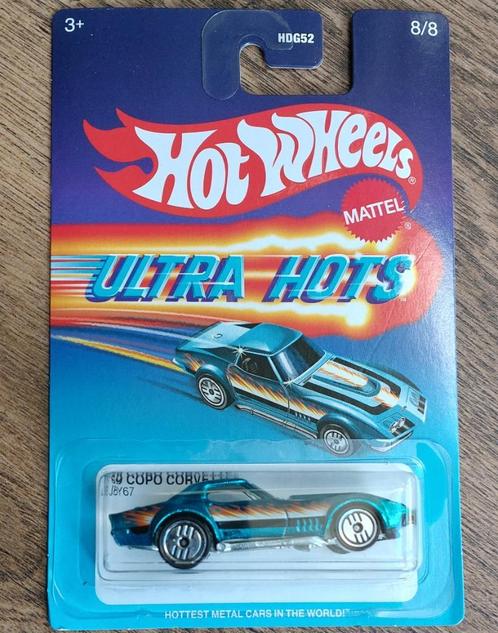 3+
HDG52
8/8
HOT WHEELS
MATTEL
ULTRA HOTS
COPO CORVETTE
HOTTEST METAL CARS IN THE WORLD!